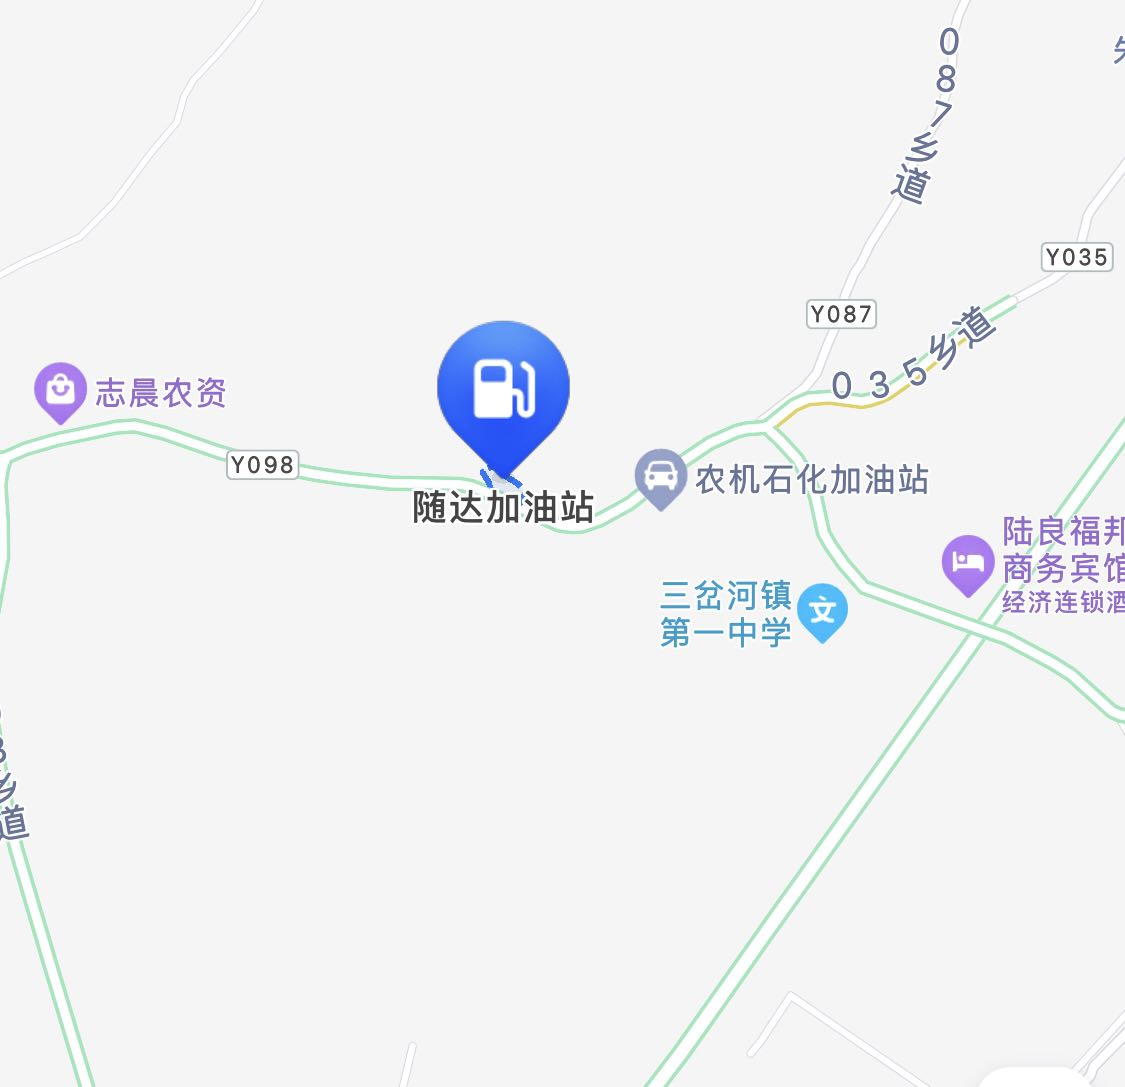 087乡道
Y035
Y087
035乡道
志晨农资
Y098
农机石化加油站
随达加油站
陆良福邦
商务宾馆
经济连锁酒
三岔河镇
第一中学
8乡道